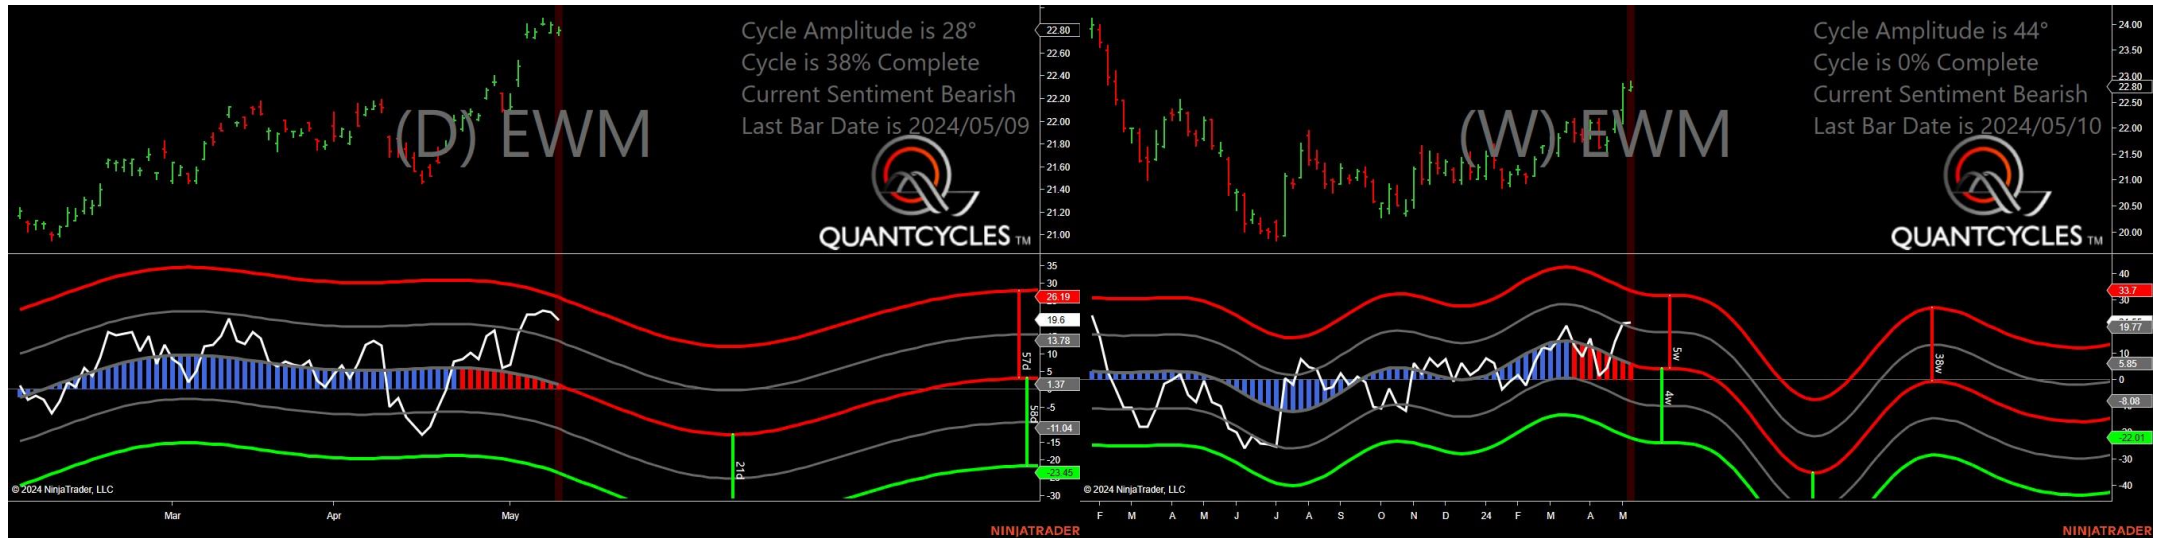 Cycle Amplitude is 28°
Cycle is 38% Complete
Current Sentiment Bearish
Last Bar Date is 2024/05/09
(D) EWM
QUANTCYCLES TM
22.80
22.60
22.40
22.20
22.00
21.80
21.60
21.40
21.20
21.00
35
30
26.19
19.6
13.78
10
5
1.37
-5
-11.04
-15
-20
-23.45
-30
57d
58d
21d
© 2024 NinjaTrader, LLC
Mar
Apr
May
NINJATRADER
Cycle Amplitude is 44°
Cycle is 0% Complete
Current Sentiment Bearish
Last Bar Date is 2024/05/10
(W) EWM
QUANTCYCLES TM
24.00
23.50
23.00
22.80
22.50
22.00
21.50
21.00
20.50
20.00
40
33.7
30
19.77
10
5.85
0
-8.08
-22.01
-30
-40
5w
4w
38w
© 2024 NinjaTrader, LLC
F M A M J J A S O N D 24 F M A M
NINJATRADER